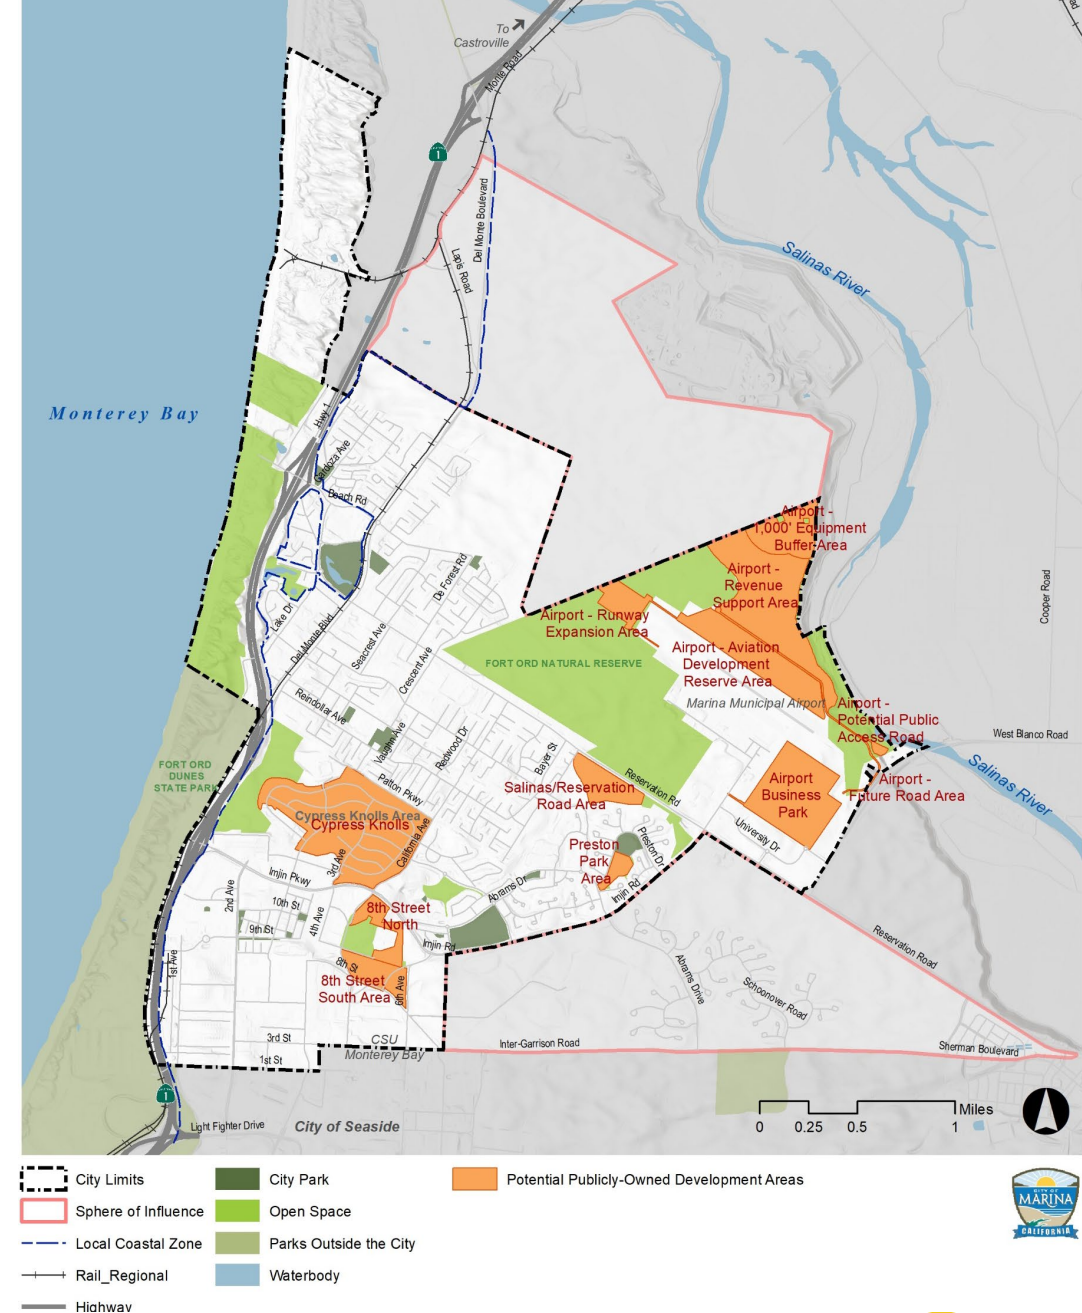 To
Castroville
Monte Road
1
Del Monte Boulevard
Lapis Road
Salinas River
Monterey Bay
Hwy 1
Cardoza Ave
Beach Rd
De Forest Rd
Airport -
1,000' Equipment
Buffer Area
Airport -
Revenue
Support Area
Cooper Road
Lake Dr
Del Monte Blvd
Seacrest Ave
Crescent Ave
Airport - Runway
Expansion Area
Airport - Aviation
Development
Reserve Area
FORT ORD NATURAL RESERVE
Marina Municipal Airport
Airport -
Potential Public
Access Road
West Blanco Road
Reindollar Ave
Vaughn Ave
Redwood Dr
Bayer St
Salinas River
FORT ORD
DUNES
STATE PARK
Patton Pkwy
Salinas/Reservation
Road Area
Reservation Rd
Airport
Business
Park
Airport -
Future Road Area
Cypress Knolls Area
Cypress Knolls
California Ave
3rd Ave
University Dr
Preston
Park
Area
Preston Dr
Imjin Pkwy
Abrams Dr
Imjin Rd
2nd Ave
10th St
9th St
4th Ave
8th Street
North
Imjin Rd
8th St
8th Street
South Area
6th Ave
1st Ave
Abrams Drive
Schoonover Road
Reservation Road
3rd St
1st St
CSU
Monterey Bay
Inter-Garrison Road
Sherman Boulevard
1
Light Fighter Drive
City of Seaside
0 0.25 0.5 1 Miles
City Limits
Sphere of Influence
Local Coastal Zone
Rail_Regional
Highway
City Park
Open Space
Parks Outside the City
Waterbody
Potential Publicly-Owned Development Areas
CITY OF
MARINA
CALIFORNIA